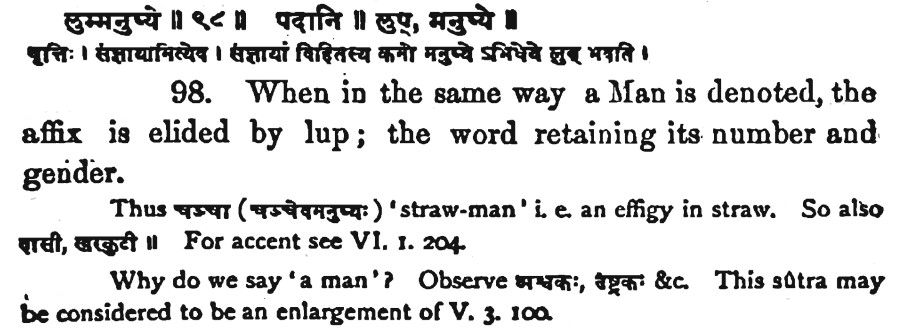 लुम्मनुष्ये ॥ ९८ ॥ पदानि ॥ लुप्, मनुष्ये ॥
वृत्तिः । संज्ञायामित्येव । संज्ञायां विहितस्य कनो मनुष्ये ऽभिधेये लुब् भवति ।
98. When in the same way a Man is denoted, the
affix is elided by lup; the word retaining its number and
gender.
Thus चञ्चा (चञ्चेवमनुष्यः) 'straw-man' i. e. an effigy in straw. So also
दासी, खरकुटी ॥ For accent see VI. 1. 204.
Why do we say 'a man'? Observe अश्वकः, उष्ट्रकः &c. This sûtra may
be considered to be an enlargement of V. 3. 100.